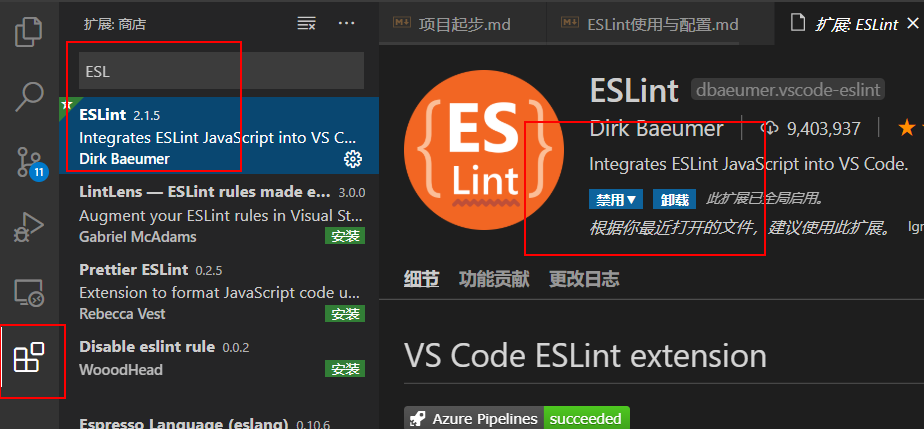 扩展: 商店
ESL
ESLint 2.1.5
Integrates ESLint JavaScript into VS C...
Dirk Baeumer
LintLens — ESLint rules made e... 3.0.0
Augment your ESLint rules in Visual St...
Gabriel McAdams 安装
Prettier ESLint 0.2.5
Extension to format JavaScript code u...
Rebecca Vest 安装
Disable eslint rule 0.0.2
WooodHead 安装
Espresso Language (eslang) 0.10.6
11
项目起步.md
ESLint使用与配置.md
扩展: ESLint
{ES}
Lint
ESLint dbaeumer.vscode-eslint
Dirk Baeumer 9,403,937
Integrates ESLint JavaScript into VS Code.
禁用 卸载 此扩展已全局启用。
根据你最近打开的文件，建议使用此扩展。 Igr
细节 功能贡献 更改日志
VS Code ESLint extension
Azure Pipelines succeeded